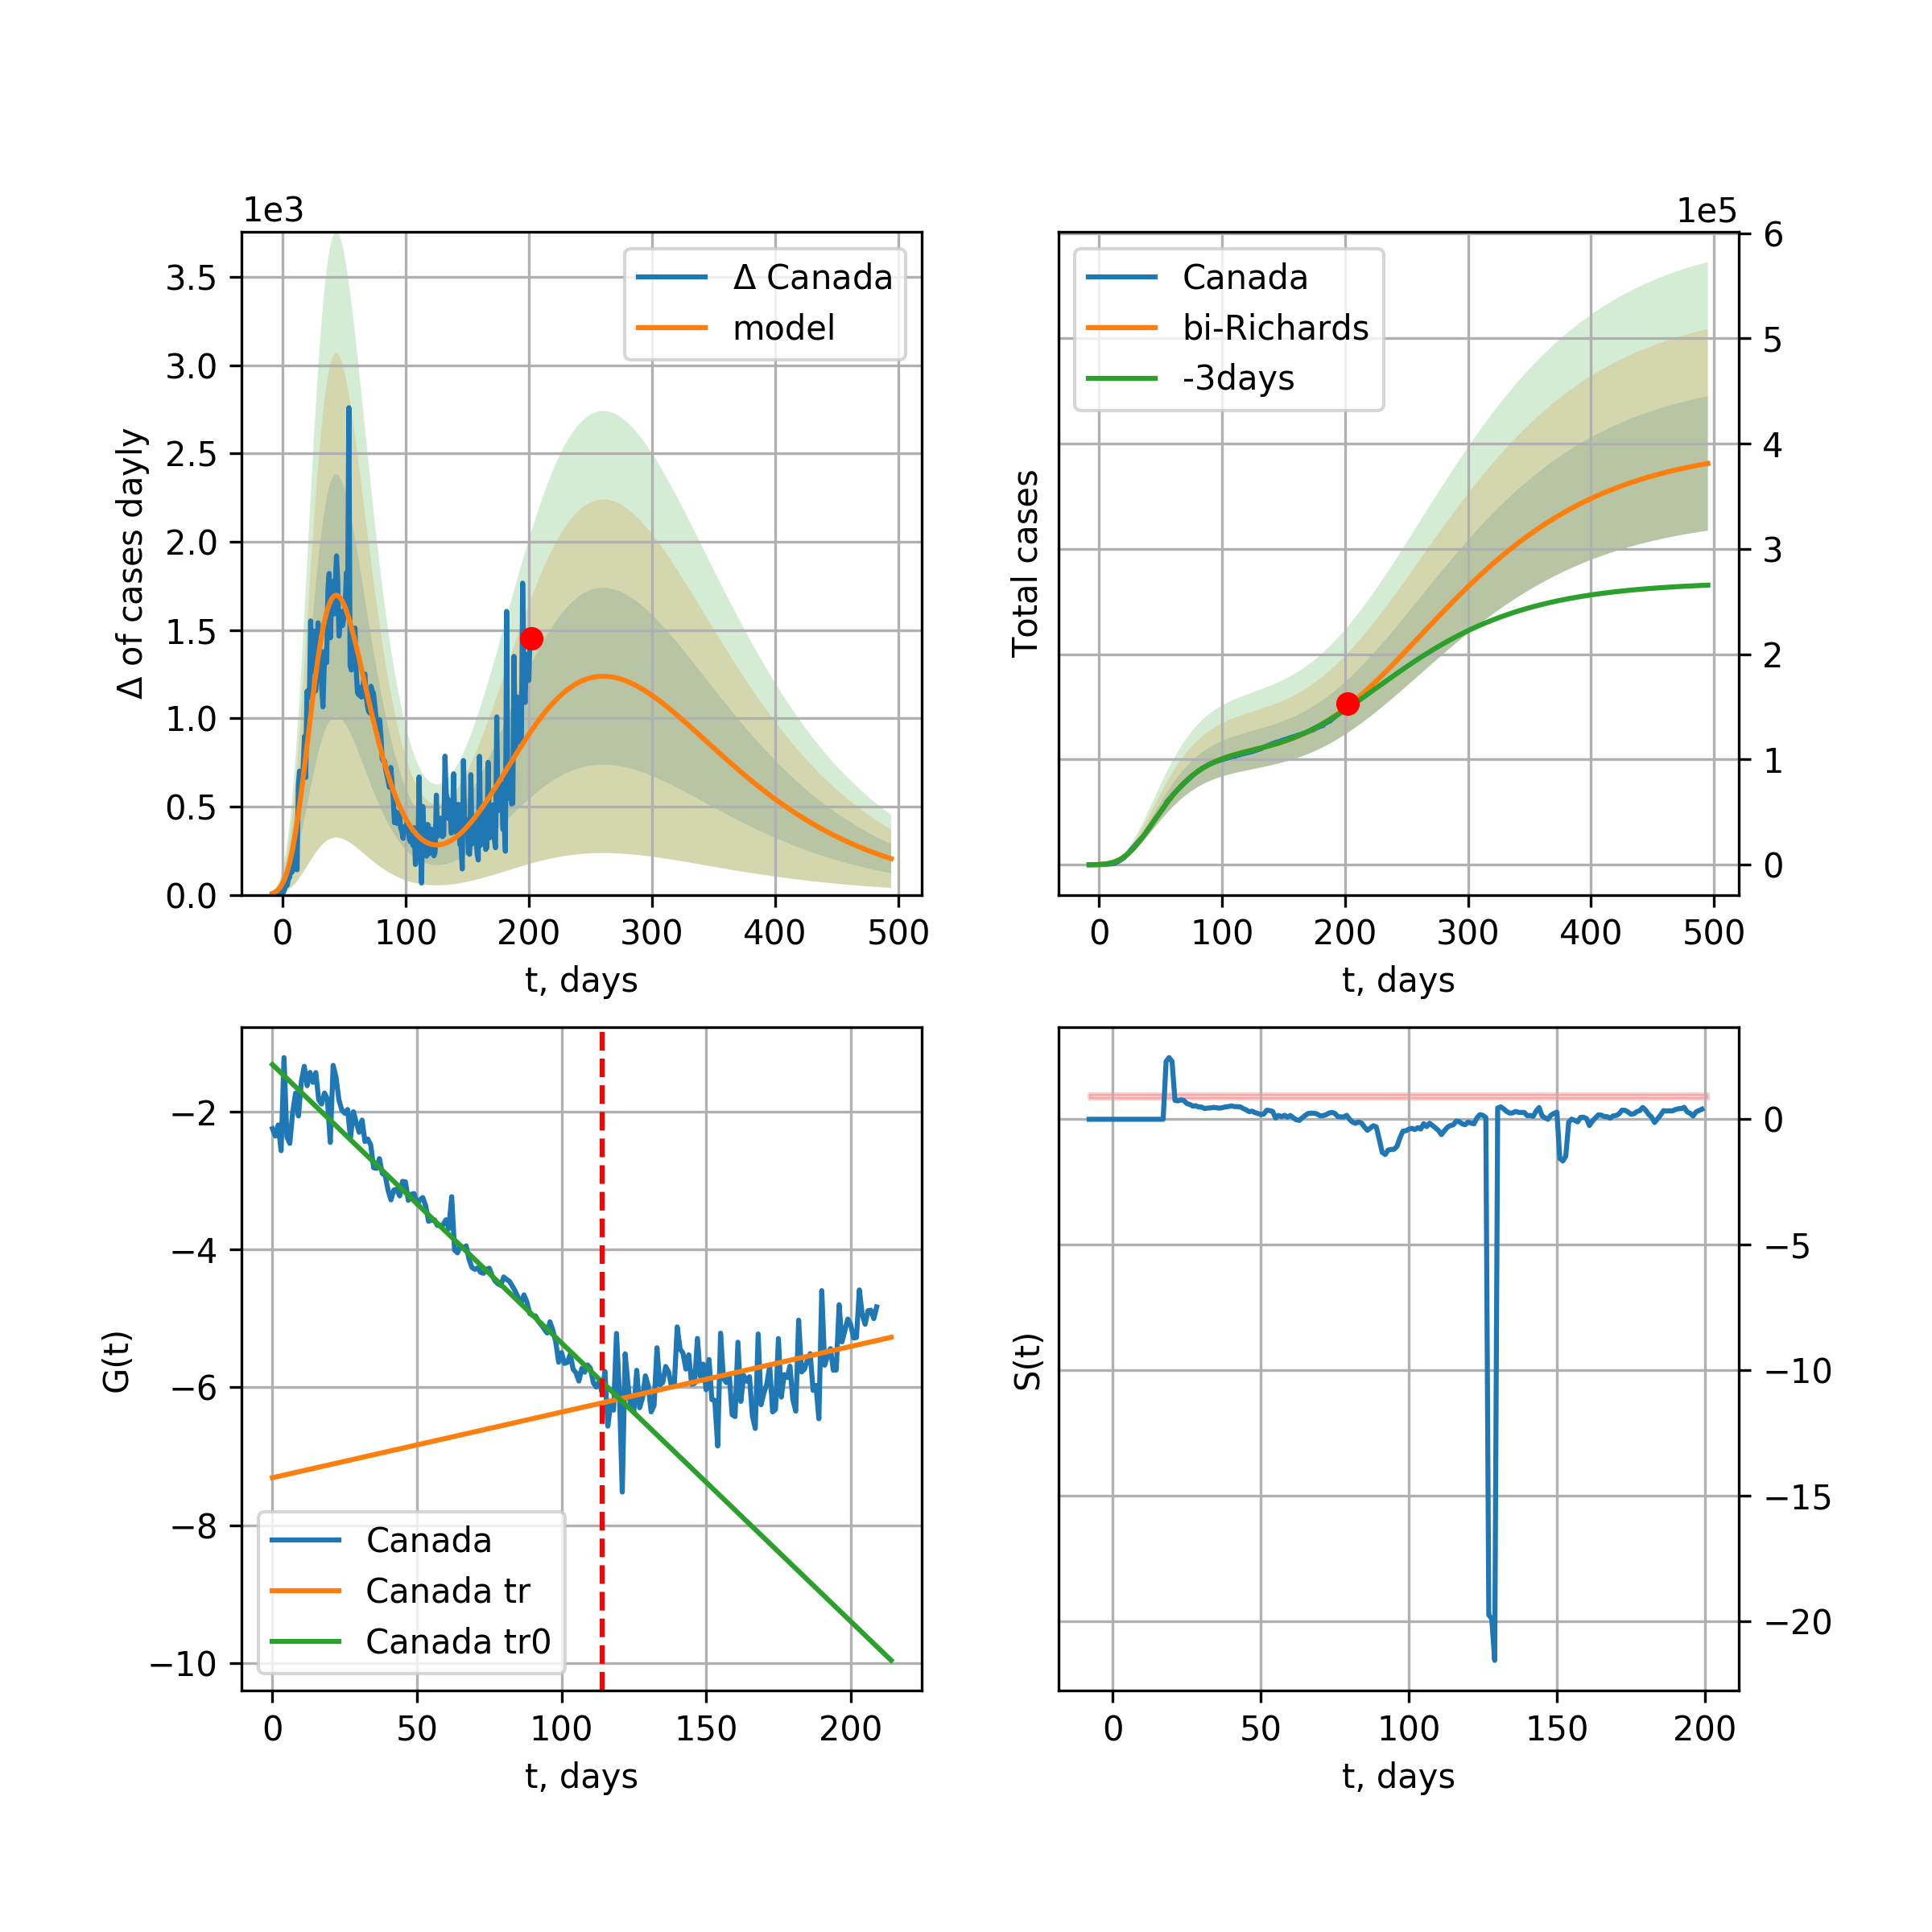 1e3
3.5
3.0
2.5
2.0
1.5
1.0
0.5
0.0
Δ of cases dayly
Δ Canada
model
0 100 200 300 400 500
t, days
1e5
6
5
4
3
2
1
0
Total cases
Canada
bi-Richards
-3days
0 100 200 300 400 500
t, days
−2
−4
−6
−8
−10
G(t)
Canada
Canada tr
Canada tr0
0 50 100 150 200
t, days
0
−5
−10
−15
−20
S(t)
0 50 100 150 200
t, days